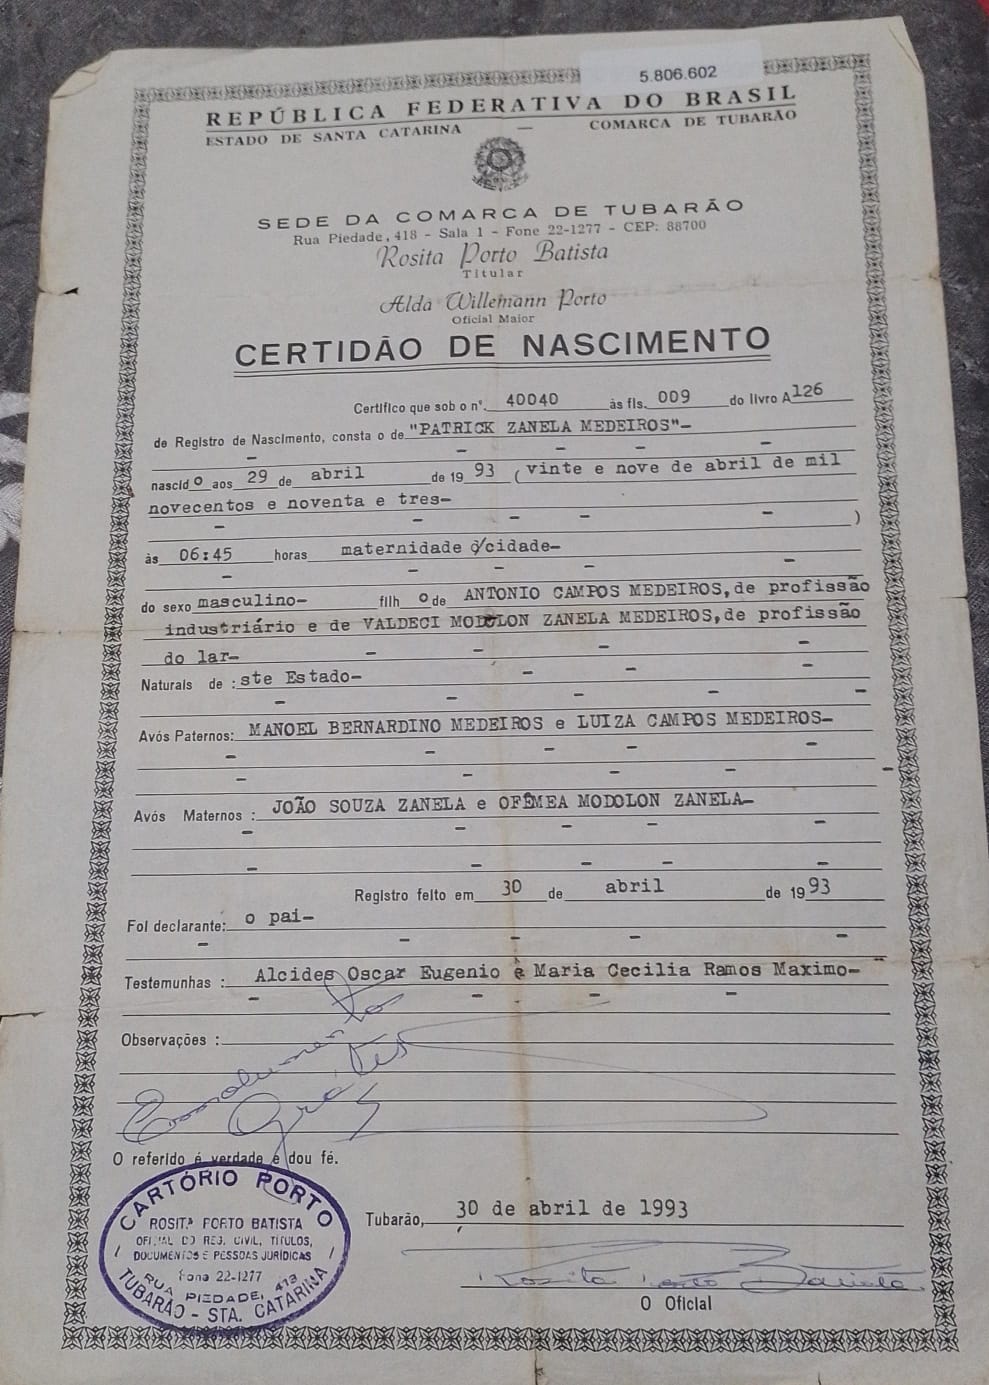 5.806.602
REPÚBLICA FEDERATIVA DO BRASIL
ESTADO DE SANTA CATARINA — COMARCA DE TUBARÃO
SEDE DA COMARCA DE TUBARÃO
Rua Piedade, 418 - Sala 1 - Fone 22-1277 - CEP: 88700
Rosita Porto Batista
Titular
Alda Willemann Porto
Oficial Maior
CERTIDÃO DE NASCIMENTO
Certifico que sob o nº. 40040 às fls. 009 do livro A126
de Registro de Nascimento, consta o de "PATRICK ZANELA MEDEIROS"-
nascido aos 29 de abril de 1993 (vinte e nove de abril de mil
novecentos e noventa e tres-
)
às 06:45 horas maternidade d/cidade-
do sexo masculino- filho de ANTONIO CAMPOS MEDEIROS, de profissão
industriário e de VALDECI MODOLON ZANELA MEDEIROS, de profissão
do lar-
Naturais de :ste Estado-
Avós Paternos: MANOEL BERNARDINO MEDEIROS e LUIZA CAMPOS MEDEIROS-
Avós Maternos : JOÃO SOUZA ZANELA e OFÊMEA MODOLON ZANELA-
Registro feito em 30 de abril de 1993
Foi declarante: o pai-
Testemunhas : Alcides Oscar Eugenio e Maria Cecilia Ramos Maximo-
Observações :
Emolumentos
Grátis
O referido é verdade e dou fé.
CARTÓRIO PORTO
ROSITA PORTO BATISTA
OFICIAL DO REG. CIVIL, TÍTULOS,
DOCUMENTOS E PESSOAS JURÍDICAS
Fone 22-1277
RUA PIEDADE, 418
TUBARÃO - STA. CATARINA
Tubarão, 30 de abril de 1993
Rosita Porto Batista
O Oficial